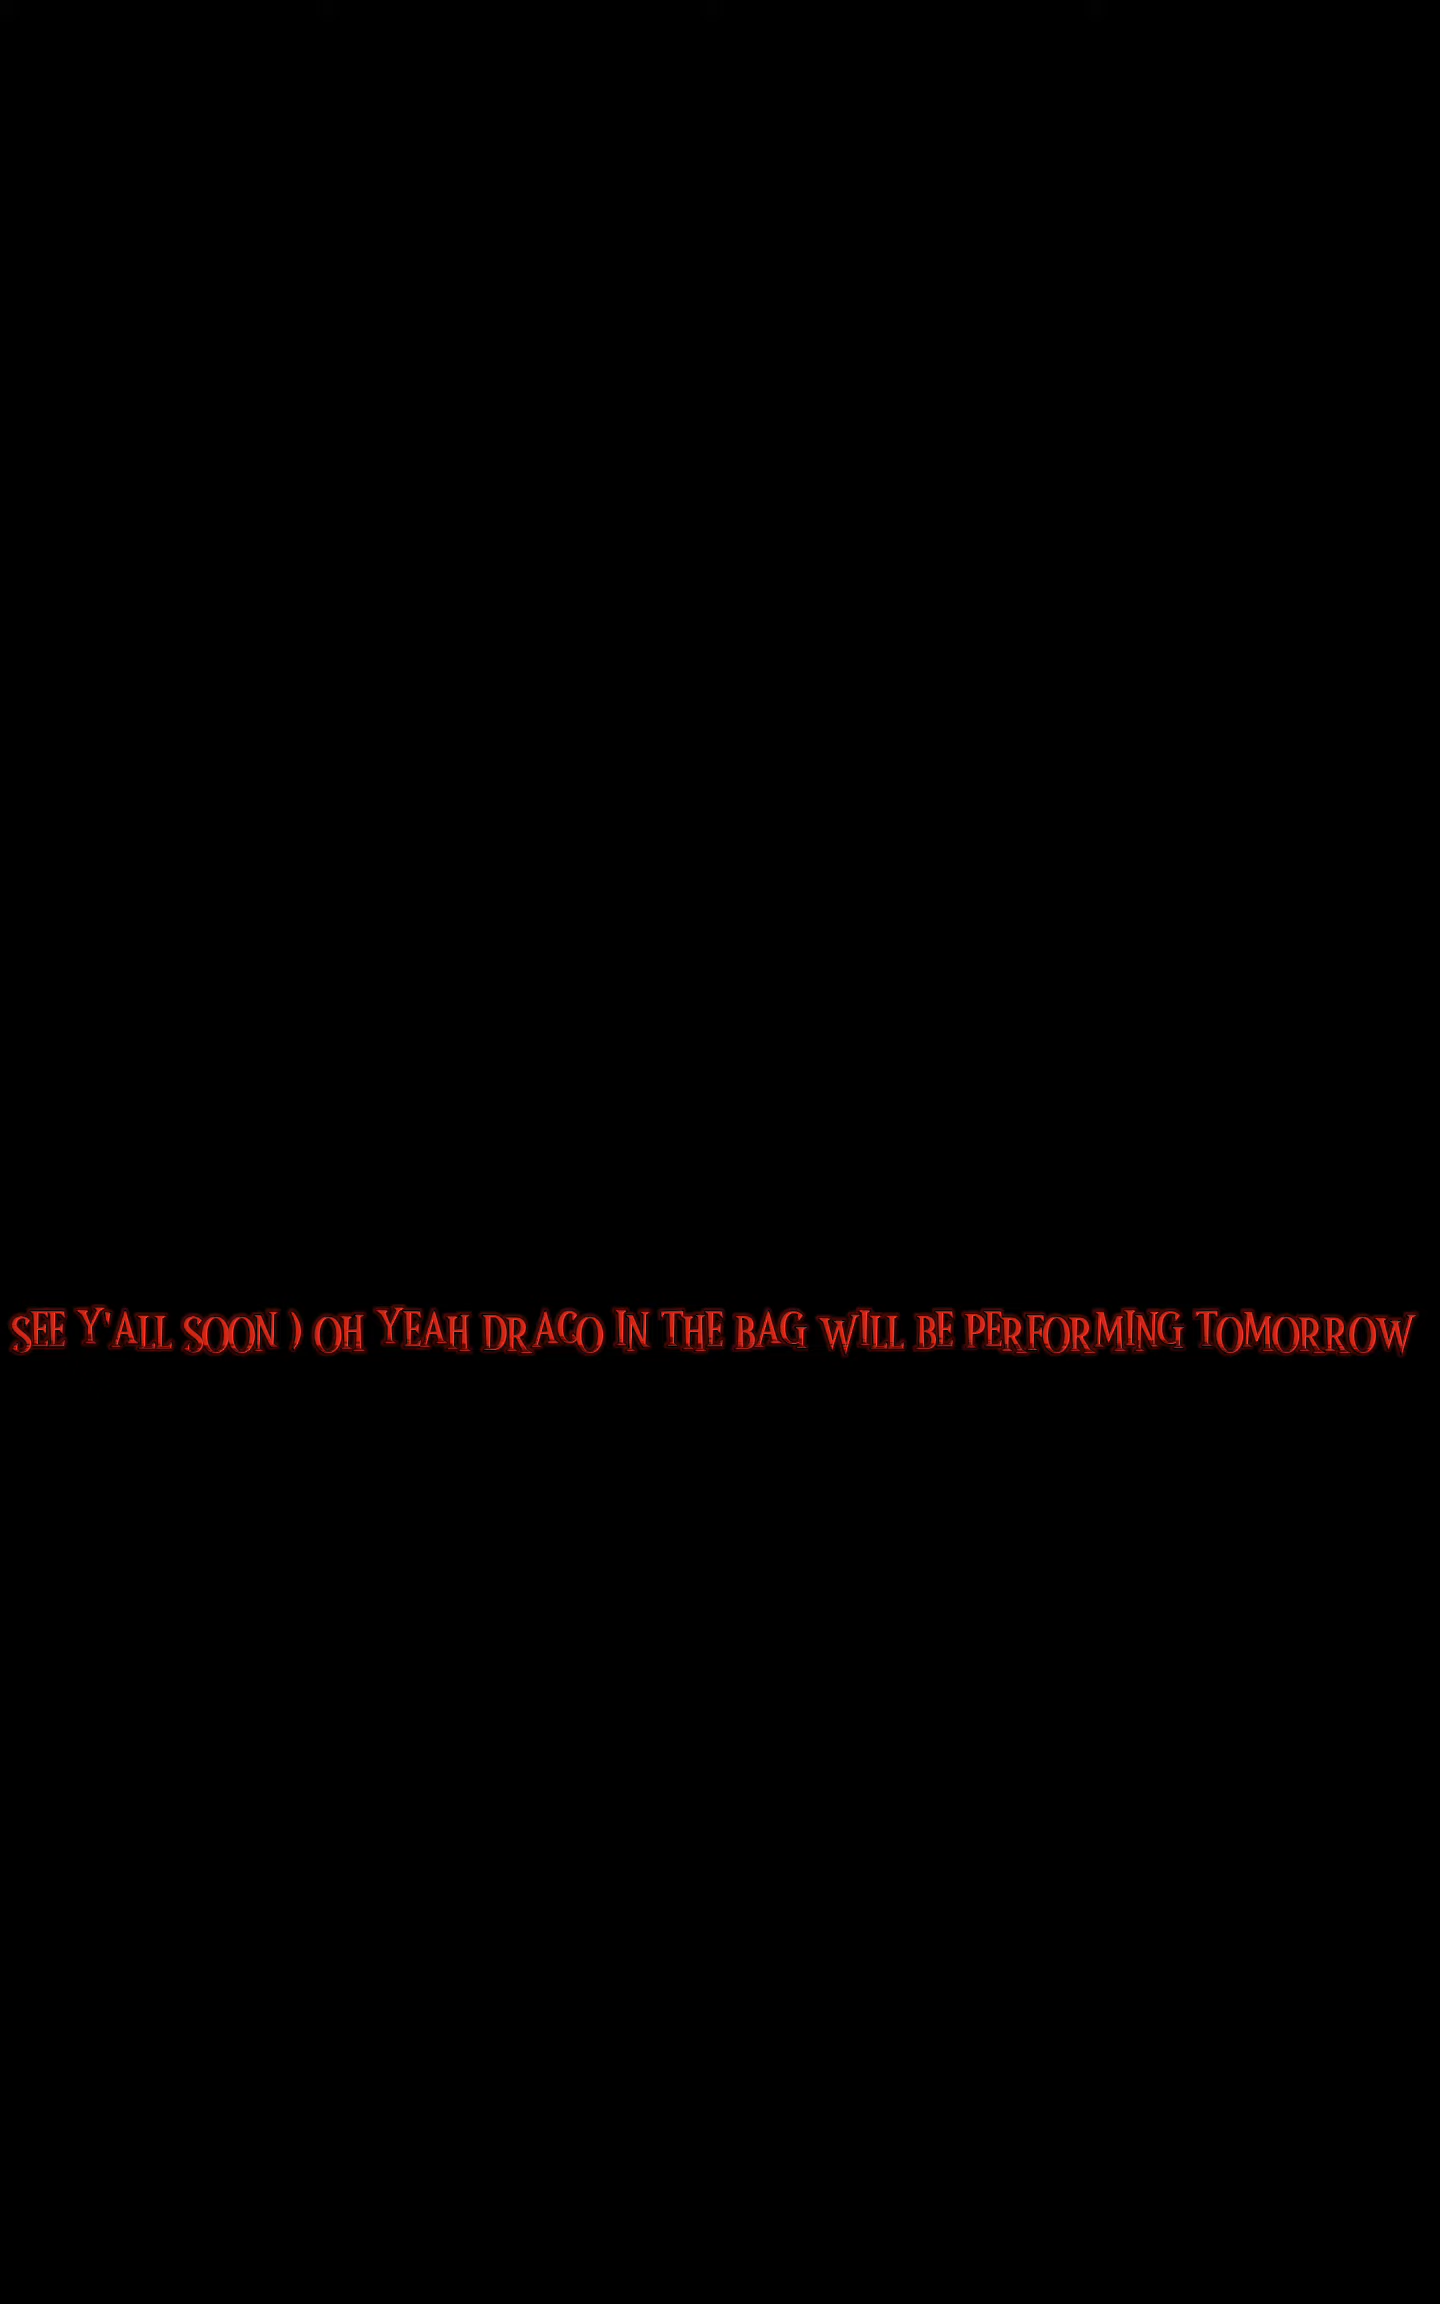 SEE Y'ALL SOON ) OH YEAH DRACO IN THE BAG WILL BE PERFORMING TOMORROW